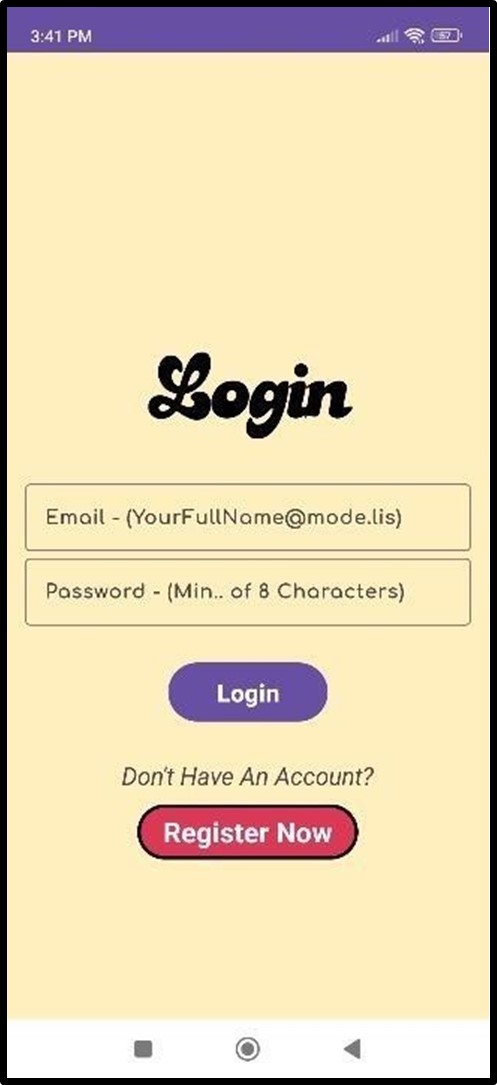 3:41 PM 57
Login
Email - (YourFullName@mode.lis)
Password - (Min.. of 8 Characters)
Login
Don't Have An Account?
Register Now